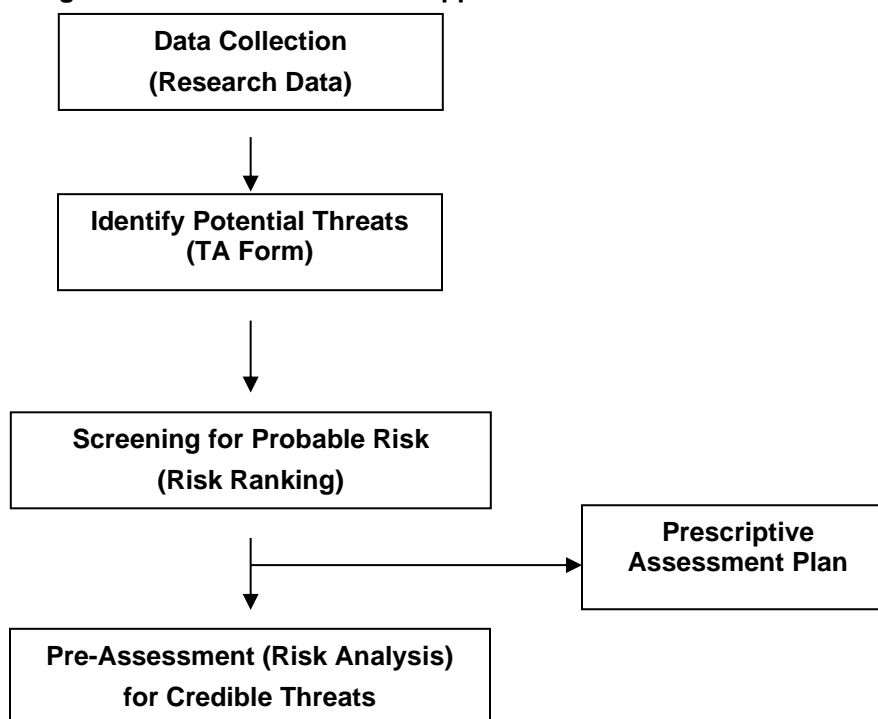 Data Collection
(Research Data)
Identify Potential Threats
(TA Form)
Screening for Probable Risk
(Risk Ranking)
Prescriptive
Assessment Plan
Pre-Assessment (Risk Analysis)
for Credible Threats